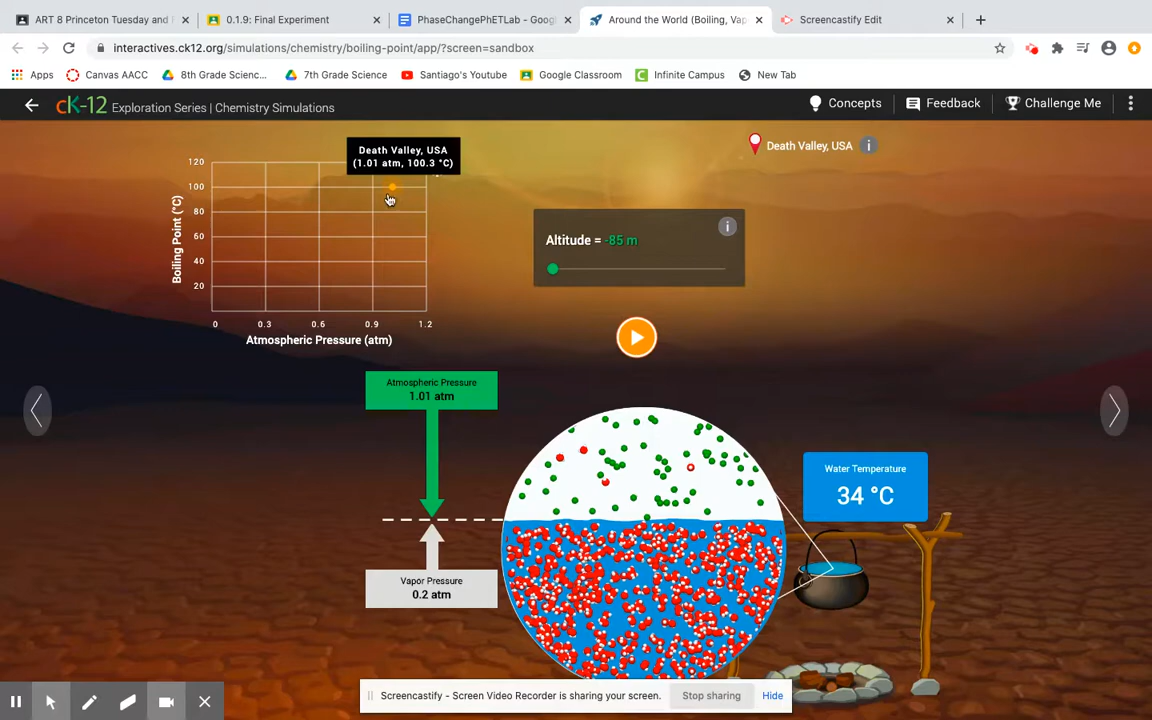 ART 8 Princeton Tuesday and
0.1.9: Final Experiment
PhaseChangePhETLab - Goog
Around the World (Boiling, Vap
Screencastify Edit
interactives.ck12.org/simulations/chemistry/boiling-point/app/?screen=sandbox
Apps
Canvas AACC
8th Grade Scienc...
7th Grade Science
Santiago's Youtube
Google Classroom
Infinite Campus
New Tab
cK-12 Exploration Series | Chemistry Simulations
Concepts
Feedback
Challenge Me
Death Valley, USA
(1.01 atm, 100.3 °C)
Death Valley, USA i
120
100
80
60
40
20
Boiling Point (°C)
0 0.3 0.6 0.9 1.2
Atmospheric Pressure (atm)
i
Altitude = -85 m
Atmospheric Pressure
1.01 atm
Water Temperature
34 °C
Vapor Pressure
0.2 atm
Screencastify - Screen Video Recorder is sharing your screen.
Stop sharing
Hide